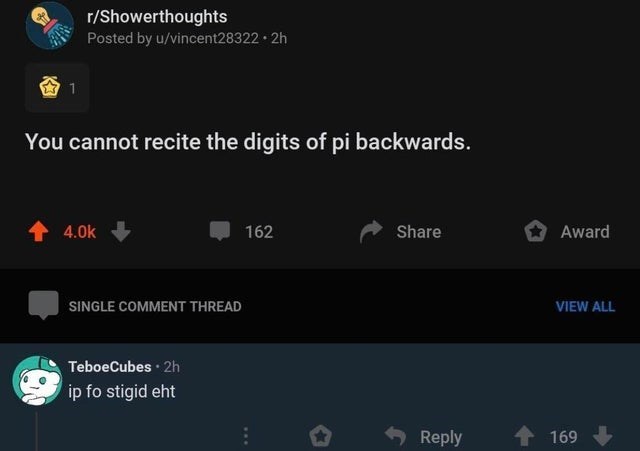 r/Showerthoughts
Posted by u/vincent28322 • 2h
1
You cannot recite the digits of pi backwards.
4.0k 162 Share Award
SINGLE COMMENT THREAD VIEW ALL
TeboeCubes • 2h
ip fo stigid eht
Reply 169